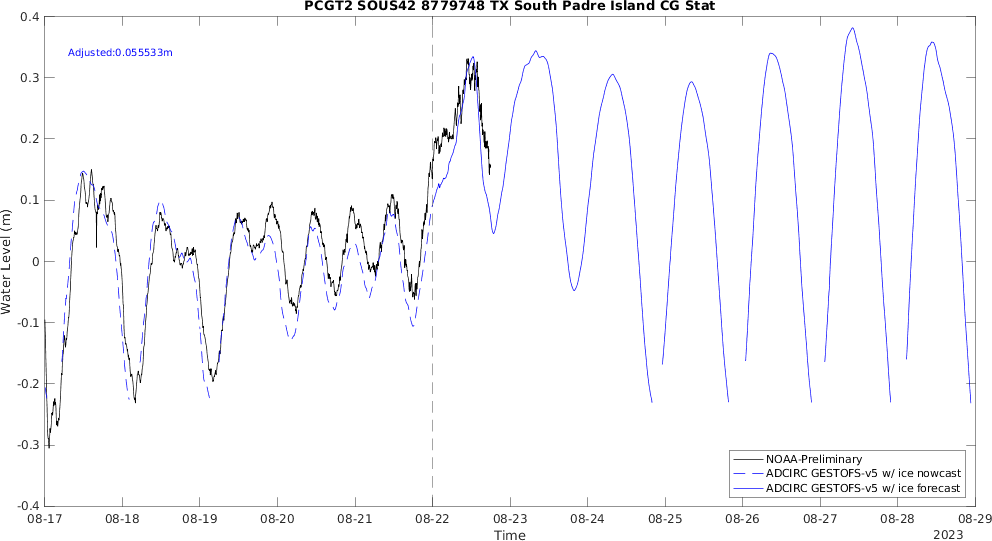 PCGT2 SOUS42 8779748 TX South Padre Island CG Stat
Adjusted:0.055533m
Water Level (m)
0.4
0.3
0.2
0.1
0
-0.1
-0.2
-0.3
-0.4
NOAA-Preliminary
ADCIRC GESTOFS-v5 w/ ice nowcast
ADCIRC GESTOFS-v5 w/ ice forecast
08-17 08-18 08-19 08-20 08-21 08-22 08-23 08-24 08-25 08-26 08-27 08-28 08-29
Time
2023